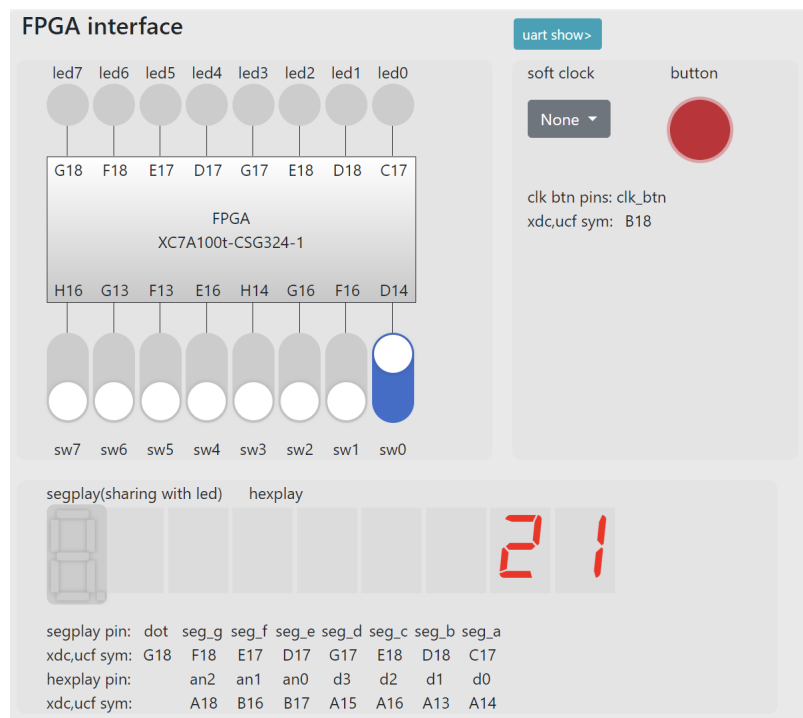 FPGA interface
uart show>
led7 led6 led5 led4 led3 led2 led1 led0
soft clock button
None
G18 F18 E17 D17 G17 E18 D18 C17
clk btn pins: clk_btn
xdc,ucf sym: B18
FPGA
XC7A100t-CSG324-1
H16 G13 F13 E16 H14 G16 F16 D14
sw7 sw6 sw5 sw4 sw3 sw2 sw1 sw0
segplay(sharing with led) hexplay
21
segplay pin: dot seg_g seg_f seg_e seg_d seg_c seg_b seg_a
xdc,ucf sym: G18 F18 E17 D17 G17 E18 D18 C17
hexplay pin: an2 an1 an0 d3 d2 d1 d0
xdc,ucf sym: A18 B16 B17 A15 A16 A13 A14